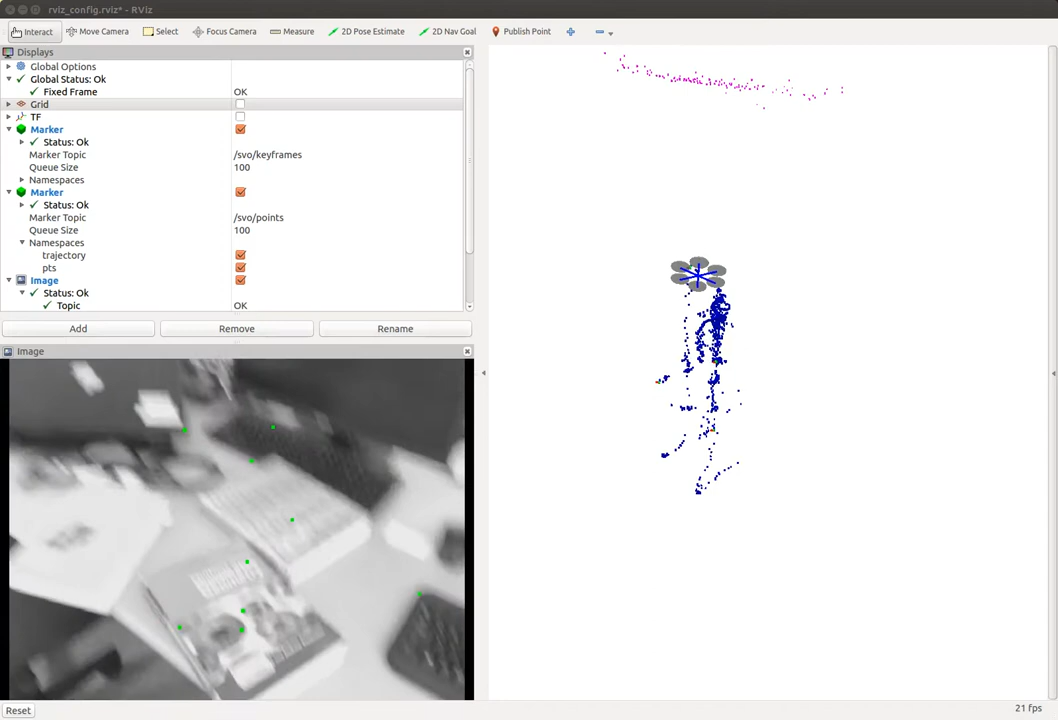 rviz_config.rviz* - RViz
Interact Move Camera Select Focus Camera Measure 2D Pose Estimate 2D Nav Goal Publish Point
Displays
Global Options
Global Status: Ok
Fixed Frame OK
Grid
TF
Marker
Status: Ok
Marker Topic /svo/keyframes
Queue Size 100
Namespaces
Marker
Status: Ok
Marker Topic /svo/points
Queue Size 100
Namespaces
trajectory
pts
Image
Status: Ok
Topic OK
Add Remove Rename
Image
Reset 21 fps